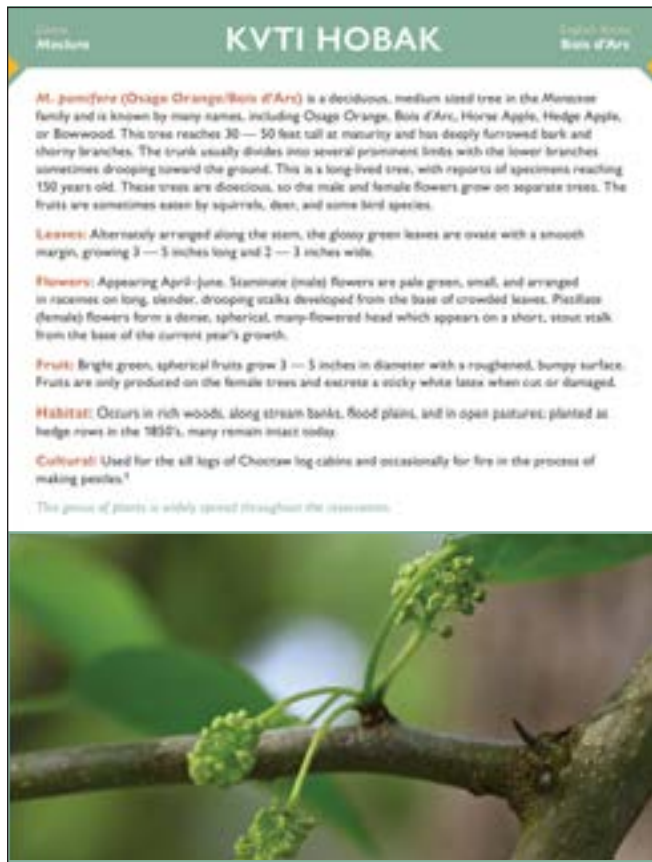 Genus
Maclura
KVTI HOBAK
English Name
Bois d'Arc
M. pomifera (Osage Orange/Bois d'Arc) is a deciduous, medium sized tree in the Moraceae
family and is known by many names, including Osage Orange, Bois d'Arc, Horse Apple, Hedge Apple,
or Bowwood. This tree reaches 30 — 50 feet tall at maturity and has deeply furrowed bark and
thorny branches. The trunk usually divides into several prominent limbs with the lower branches
sometimes drooping toward the ground. This is a long-lived tree, with reports of specimens reaching
150 years old. These trees are dioecious, so the male and female flowers grow on separate trees. The
fruits are sometimes eaten by squirrels, deer, and some bird species.
Leaves: Alternately arranged along the stem, the glossy green leaves are ovate with a smooth
margin, growing 3 — 5 inches long and 2 — 3 inches wide.
Flowers: Appearing April–June. Staminate (male) flowers are pale green, small, and arranged
in racemes on long, slender, drooping stalks developed from the base of crowded leaves. Pistillate
(female) flowers form a dense, spherical, many-flowered head which appears on a short, stout stalk
from the base of the current year's growth.
Fruit: Bright green, spherical fruits grow 3 — 5 inches in diameter with a roughened, bumpy surface.
Fruits are only produced on the female trees and excrete a sticky white latex when cut or damaged.
Habitat: Occurs in rich woods, along stream banks, flood plains, and in open pastures; planted as
hedge rows in the 1850's, many remain intact today.
Cultural: Used for the sill logs of Choctaw log cabins and occasionally for fire in the process of
making pestles.
This genus of plants is widely spread throughout the reservation.